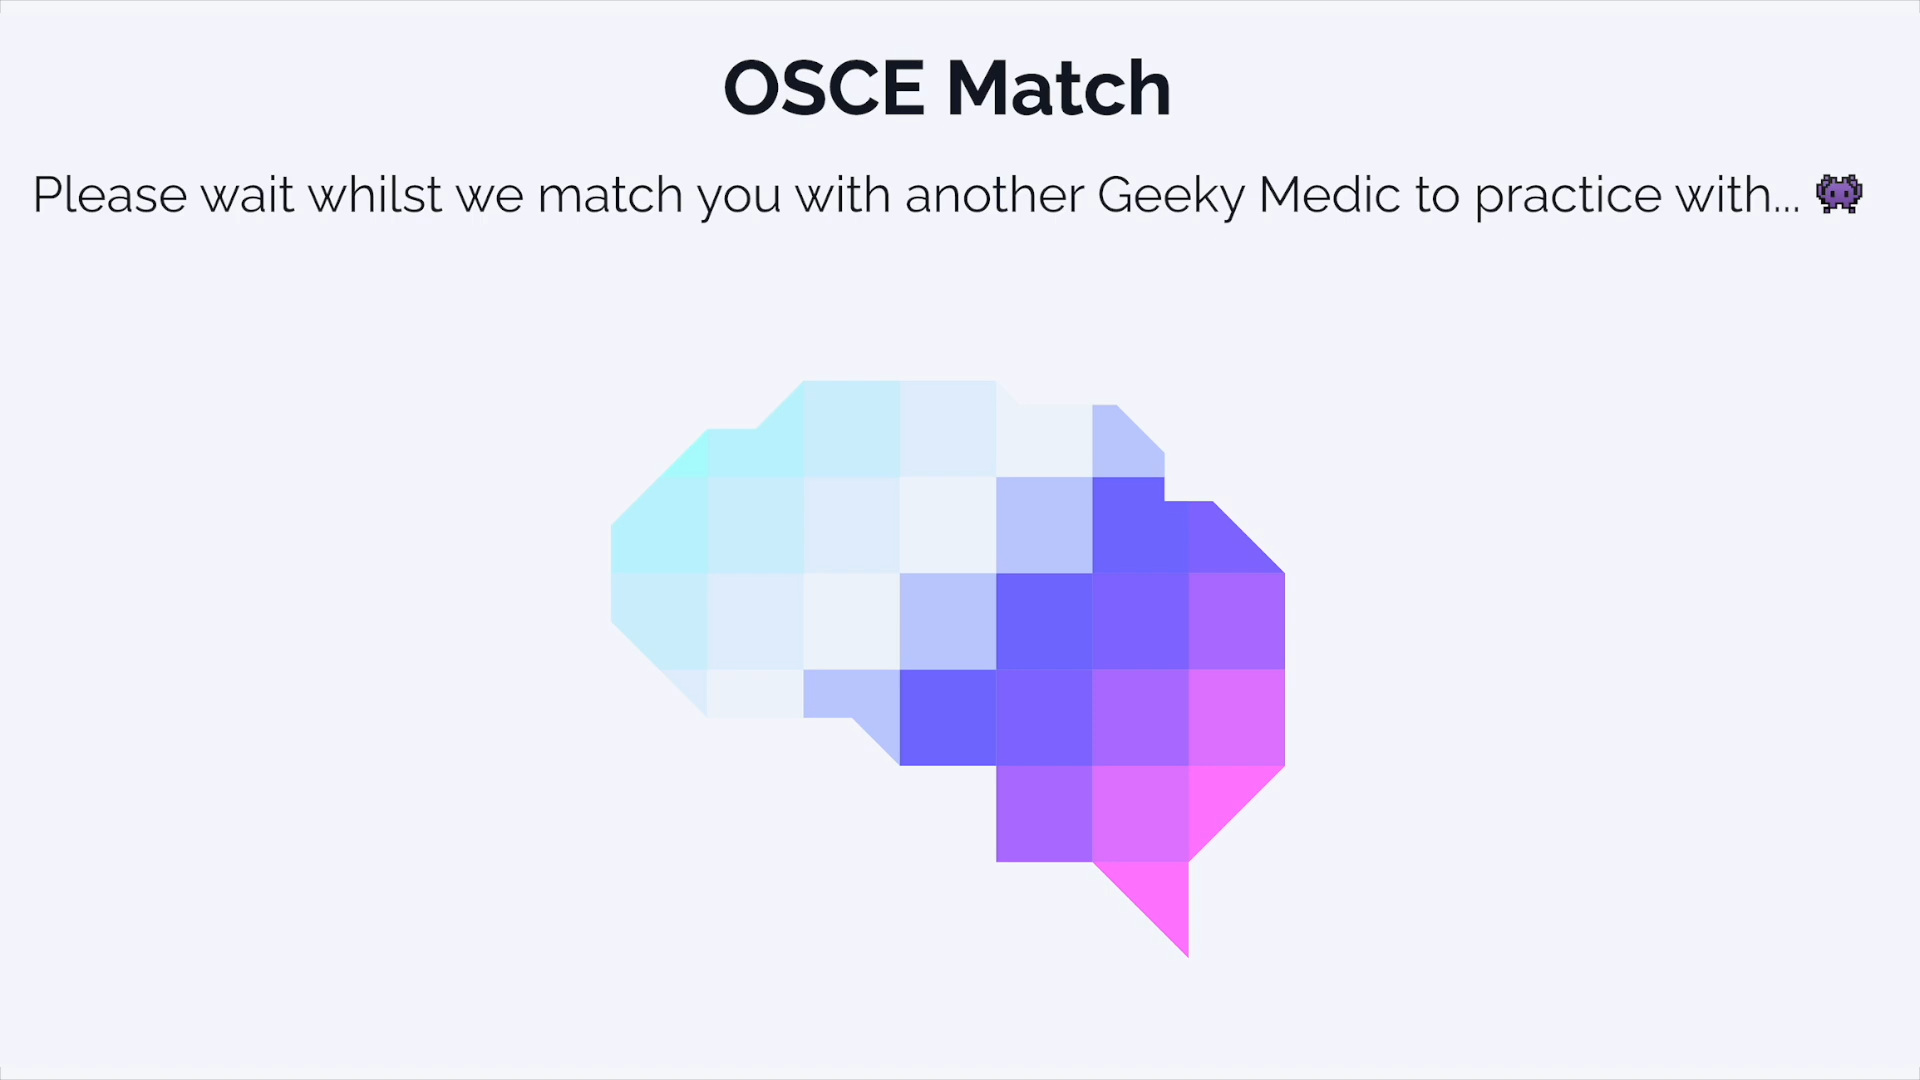 OSCE Match
Please wait whilst we match you with another Geeky Medic to practice with... 👾